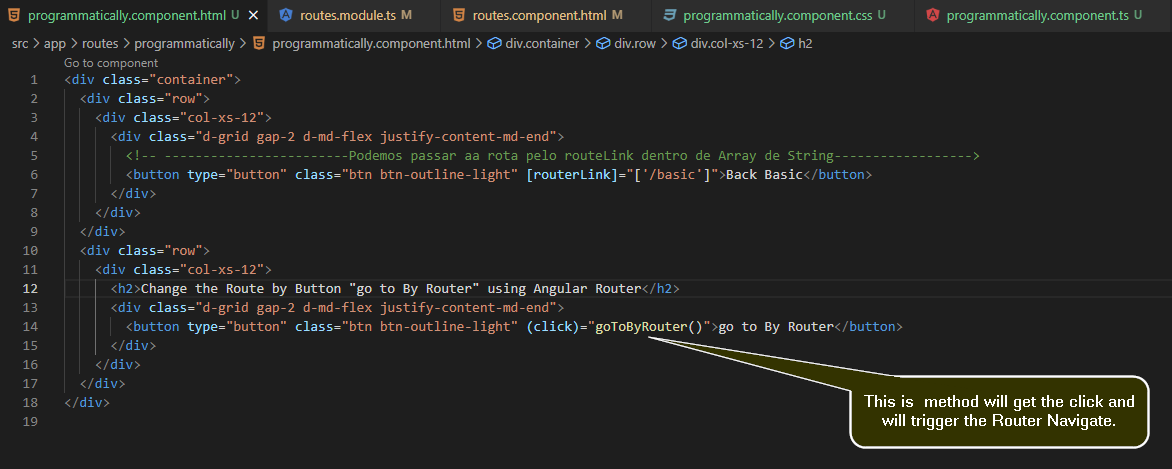 programmatically.component.html U routes.module.ts M routes.component.html M programmatically.component.css U programmatically.component.ts U
src > app > routes > programmatically > programmatically.component.html > div.container > div.row > div.col-xs-12 > h2
Go to component
1 <div class="container">
2 <div class="row">
3 <div class="col-xs-12">
4 <div class="d-grid gap-2 d-md-flex justify-content-md-end">
5 <!-- ------------------------Podemos passar aa rota pelo routeLink dentro de Array de String------------------>
6 <button type="button" class="btn btn-outline-light" [routerLink]="['/basic']">Back Basic</button>
7 </div>
8 </div>
9 </div>
10 <div class="row">
11 <div class="col-xs-12">
12 <h2>Change the Route by Button "go to By Router" using Angular Router</h2>
13 <div class="d-grid gap-2 d-md-flex justify-content-md-end">
14 <button type="button" class="btn btn-outline-light" (click)="goToByRouter()">go to By Router</button>
15 </div>
16 </div>
17 </div>
18 </div>
19
This is method will get the click and
will trigger the Router Navigate.